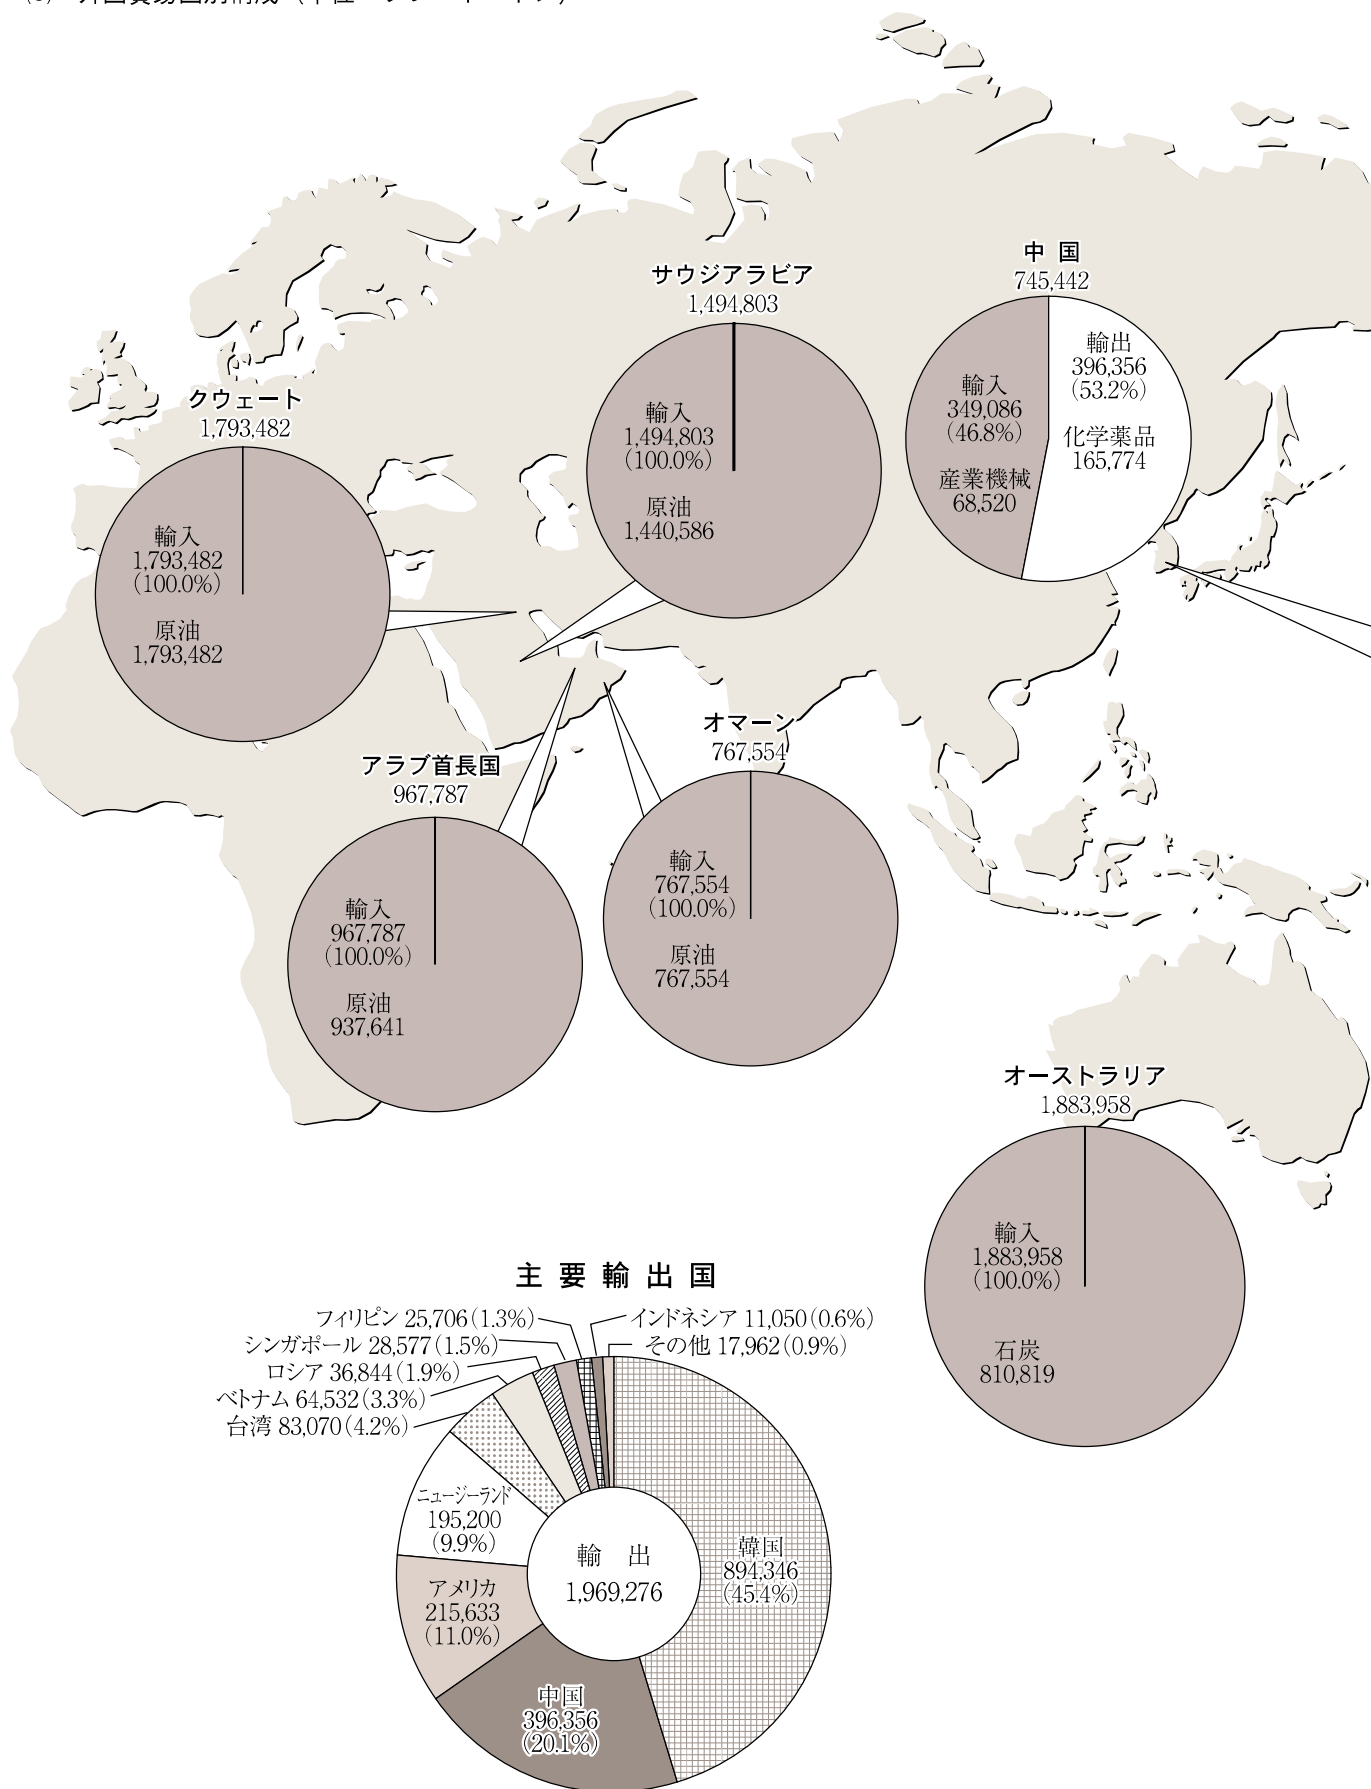 サウジアラビア
1,494,803
輸入
1,494,803
(100.0%)
原油
1,440,586
中国
745,442
輸出
396,356
(53.2%)
化学薬品
165,774
輸入
349,086
(46.8%)
産業機械
68,520
クウェート
1,793,482
輸入
1,793,482
(100.0%)
原油
1,793,482
アラブ首長国
967,787
輸入
967,787
(100.0%)
原油
937,641
オマーン
767,554
輸入
767,554
(100.0%)
原油
767,554
オーストラリア
1,883,958
輸入
1,883,958
(100.0%)
石炭
810,819
主要輸出国
フィリピン 25,706(1.3%)
シンガポール 28,577(1.5%)
ロシア 36,844(1.9%)
ベトナム 64,532(3.3%)
台湾 83,070(4.2%)
インドネシア 11,050(0.6%)
その他 17,962(0.9%)
ニュージーランド
195,200
(9.9%)
アメリカ
215,633
(11.0%)
中国
396,356
(20.1%)
韓国
894,346
(45.4%)
輸出
1,969,276